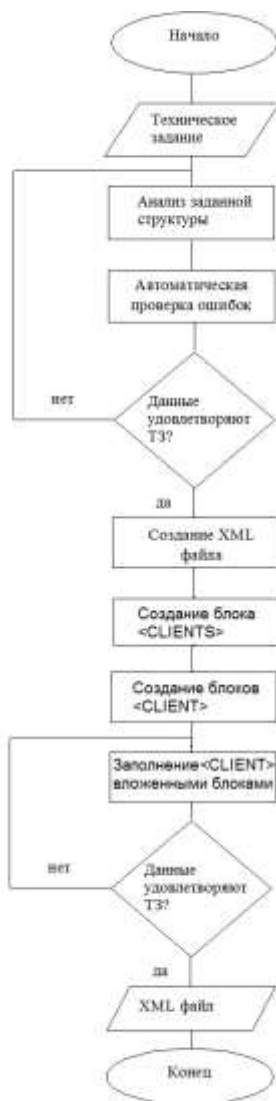 Начало
Техническое
задание
Анализ заданной
структуры
Автоматическая
проверка ошибок
нет
Данные
удовлетворяют
ТЗ?
да
Создание XML
файла
Создание блока
<CLIENTS>
Создание блоков
<CLIENT>
Заполнение<CLIENT>
вложенными блоками
нет
Данные
удовлетворяют
ТЗ?
да
XML файл
Конец